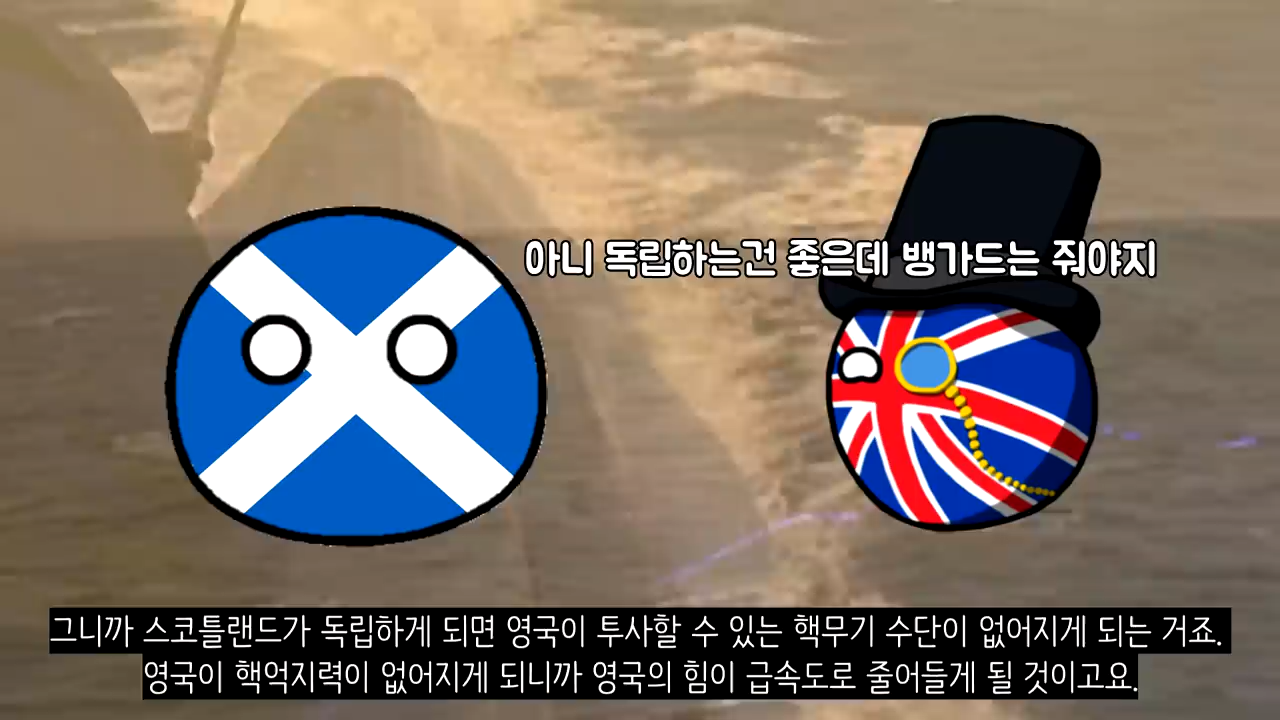 아니 독립하는건 좋은데 뱅가드는 줘야지
그니까 스코틀랜드가 독립하게 되면 영국이 투사할 수 있는 핵무기 수단이 없어지게 되는 거죠.
영국이 핵억지력이 없어지게 되니까 영국의 힘이 급속도로 줄어들게 될 것이고요.